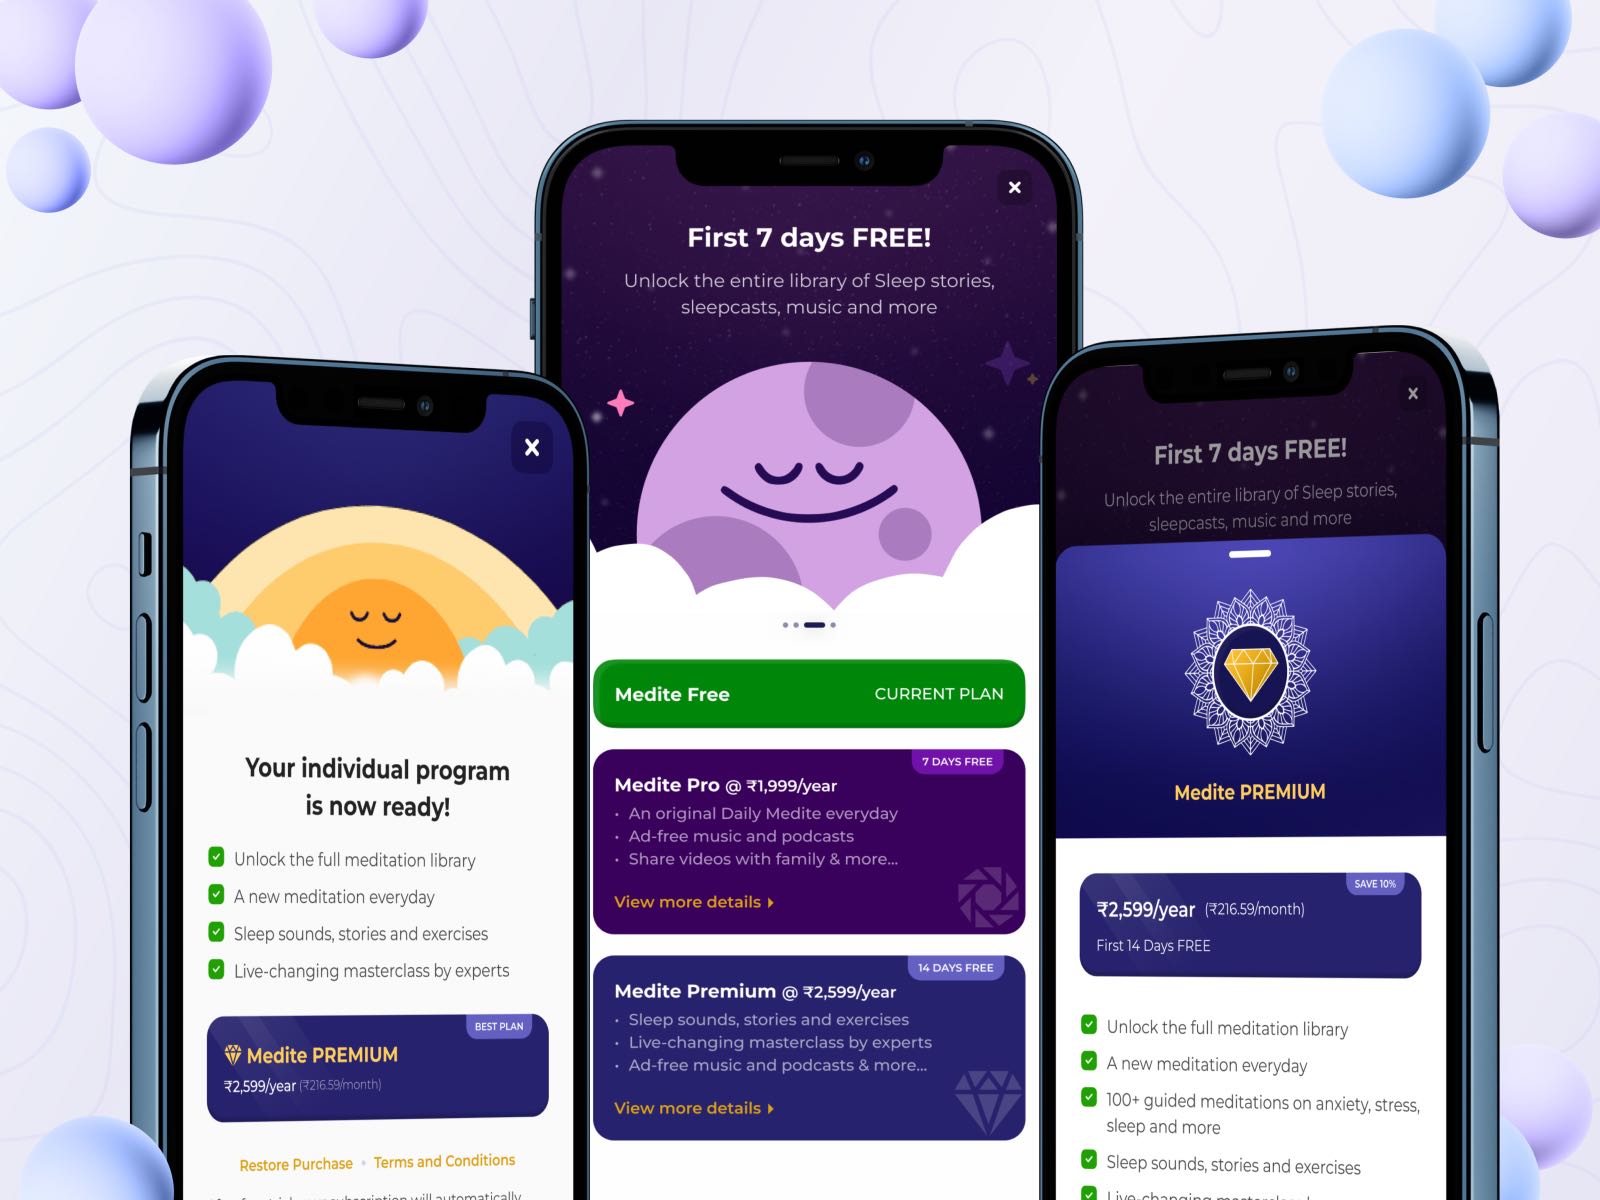 Your individual program
is now ready!
Unlock the full meditation library
A new meditation everyday
Sleep sounds, stories and exercises
Live-changing masterclass by experts
BEST PLAN
Medite PREMIUM
₹2,599/year (₹216.59/month)
Restore Purchase • Terms and Conditions
subscription will automatically
First 7 days FREE!
Unlock the entire library of Sleep stories,
sleepcasts, music and more
Medite Free CURRENT PLAN
7 DAYS FREE
Medite Pro @ ₹1,999/year
• An original Daily Medite everyday
• Ad-free music and podcasts
• Share videos with family & more...
View more details
14 DAYS FREE
Medite Premium @ ₹2,599/year
• Sleep sounds, stories and exercises
• Live-changing masterclass by experts
• Ad-free music and podcasts & more...
View more details
First 7 days FREE!
Unlock the entire library of Sleep stories,
sleepcasts, music and more
Medite PREMIUM
SAVE 10%
₹2,599/year (₹216.59/month)
First 14 Days FREE
Unlock the full meditation library
A new meditation everyday
100+ guided meditations on anxiety, stress,
sleep and more
Sleep sounds, stories and exercises
Live-changing